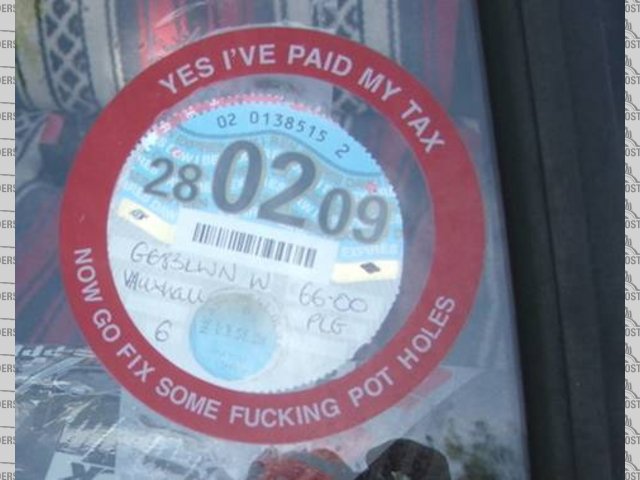 YES I'VE PAID MY TAX
02 0138515 2
28 02 09
G683LWN W
Vauxhall
66-00
6
PLG
NOW GO FIX SOME FUCKING POT HOLES